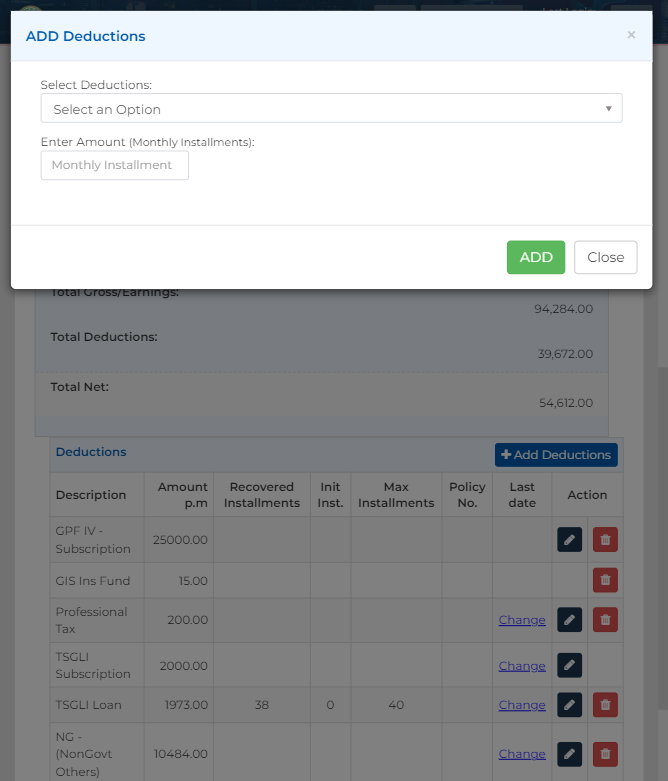 ADD Deductions ×
Select Deductions:
Select an Option
Enter Amount (Monthly Installments):
Monthly Installment
ADD Close
Total Gross/Earnings:
94,284.00
Total Deductions:
39,672.00
Total Net:
54,612.00
Deductions
+ Add Deductions
Description Amount p.m Recovered Installments Init Inst. Max Installments Policy No. Last date Action
GPF IV - Subscription 25000.00
GIS Ins Fund 15.00
Professional Tax 200.00 Change
TSGLI Subscription 2000.00 Change
TSGLI Loan 1973.00 38 0 40 Change
NG - (NonGovt Others) 10484.00 Change